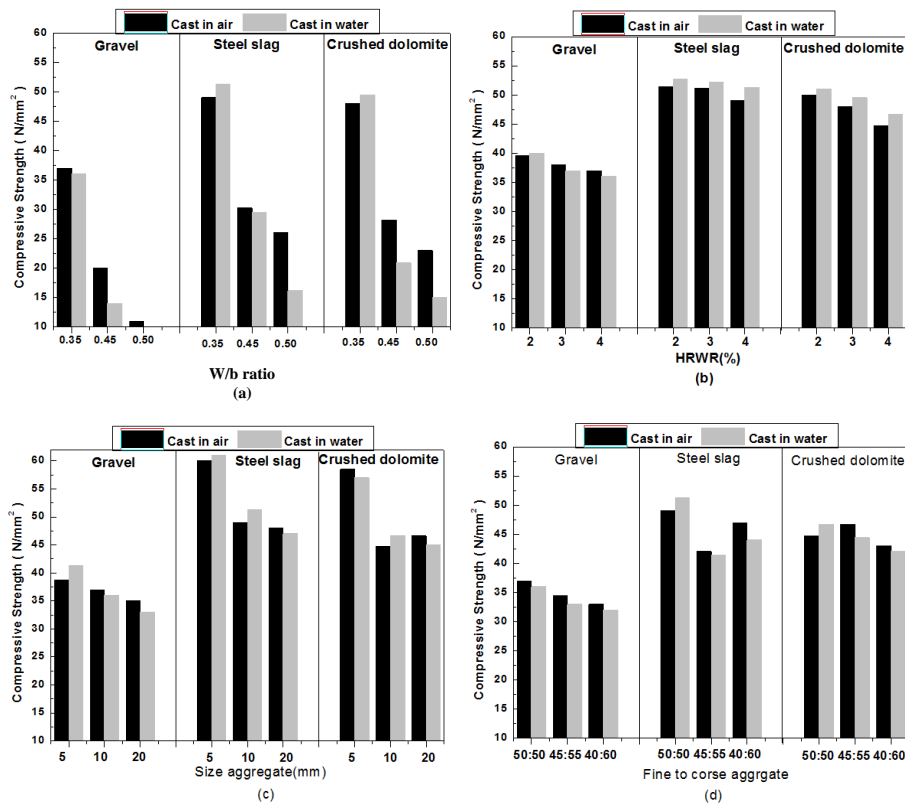 Cast in air Cast in water
Gravel Steel slag Crushed dolomite
Compressive Strength ( N/mm²)
60
55
50
45
40
35
30
25
20
15
10
0.35 0.45 0.50 0.35 0.45 0.50 0.35 0.45 0.50
W/b ratio
(a)
Cast in air Cast in water
Gravel Steel slag Crushed dolomite
Compressive Strength ( N/mm²)
60
55
50
45
40
35
30
25
20
15
10
2 3 4 2 3 4 2 3 4
HRWR(%)
(b)
Cast in air Cast in water
Gravel Steel slag Crushed dolomite
Compressive Strength ( N/mm²)
60
55
50
45
40
35
30
25
20
15
10
5 10 20 5 10 20 5 10 20
Size aggregate(mm)
(c)
Cast in air Cast in water
Gravel Steel slag Crushed dolomite
Compressive Strength ( N/mm²)
60
55
50
45
40
35
30
25
20
15
10
50:50 45:55 40:60 50:50 45:55 40:60 50:50 45:55 40:60
Fine to corse aggrgate
(d)